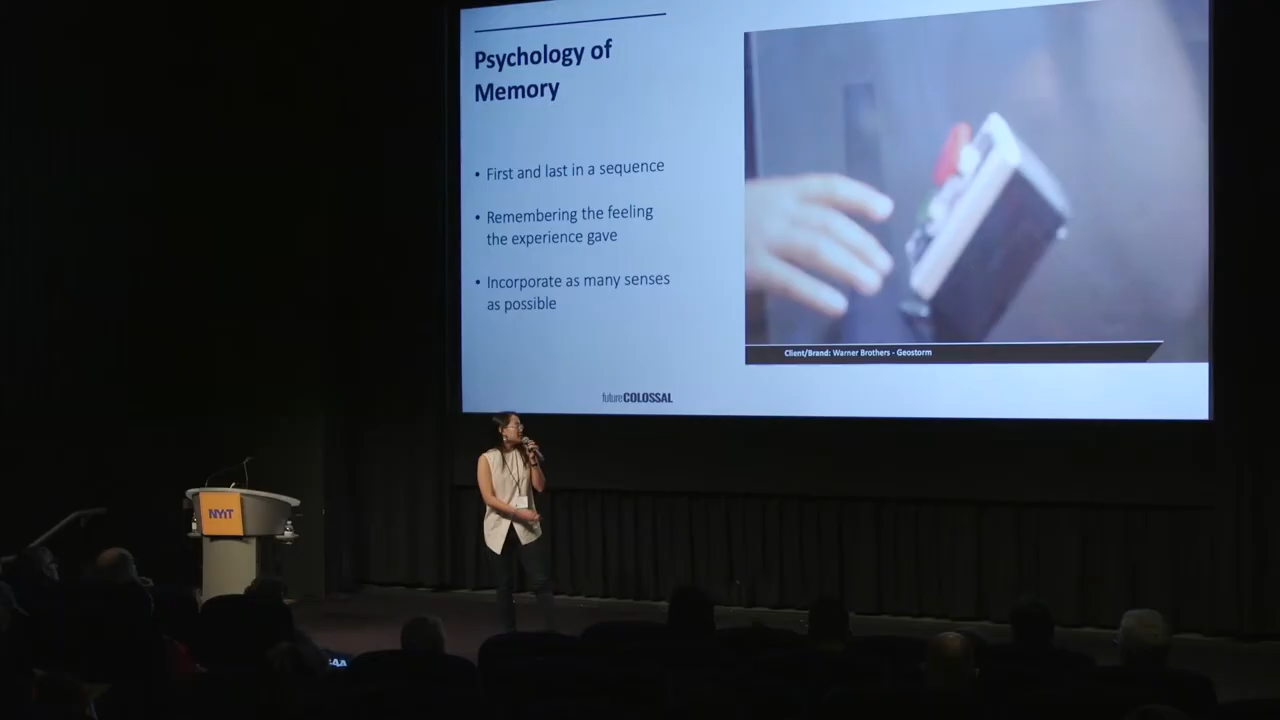 Psychology of
Memory
• First and last in a sequence
• Remembering the feeling
the experience gave
• Incorporate as many senses
as possible
Client/Brand: Warner Brothers - Geostorm
futureCOLOSSAL
NYIT